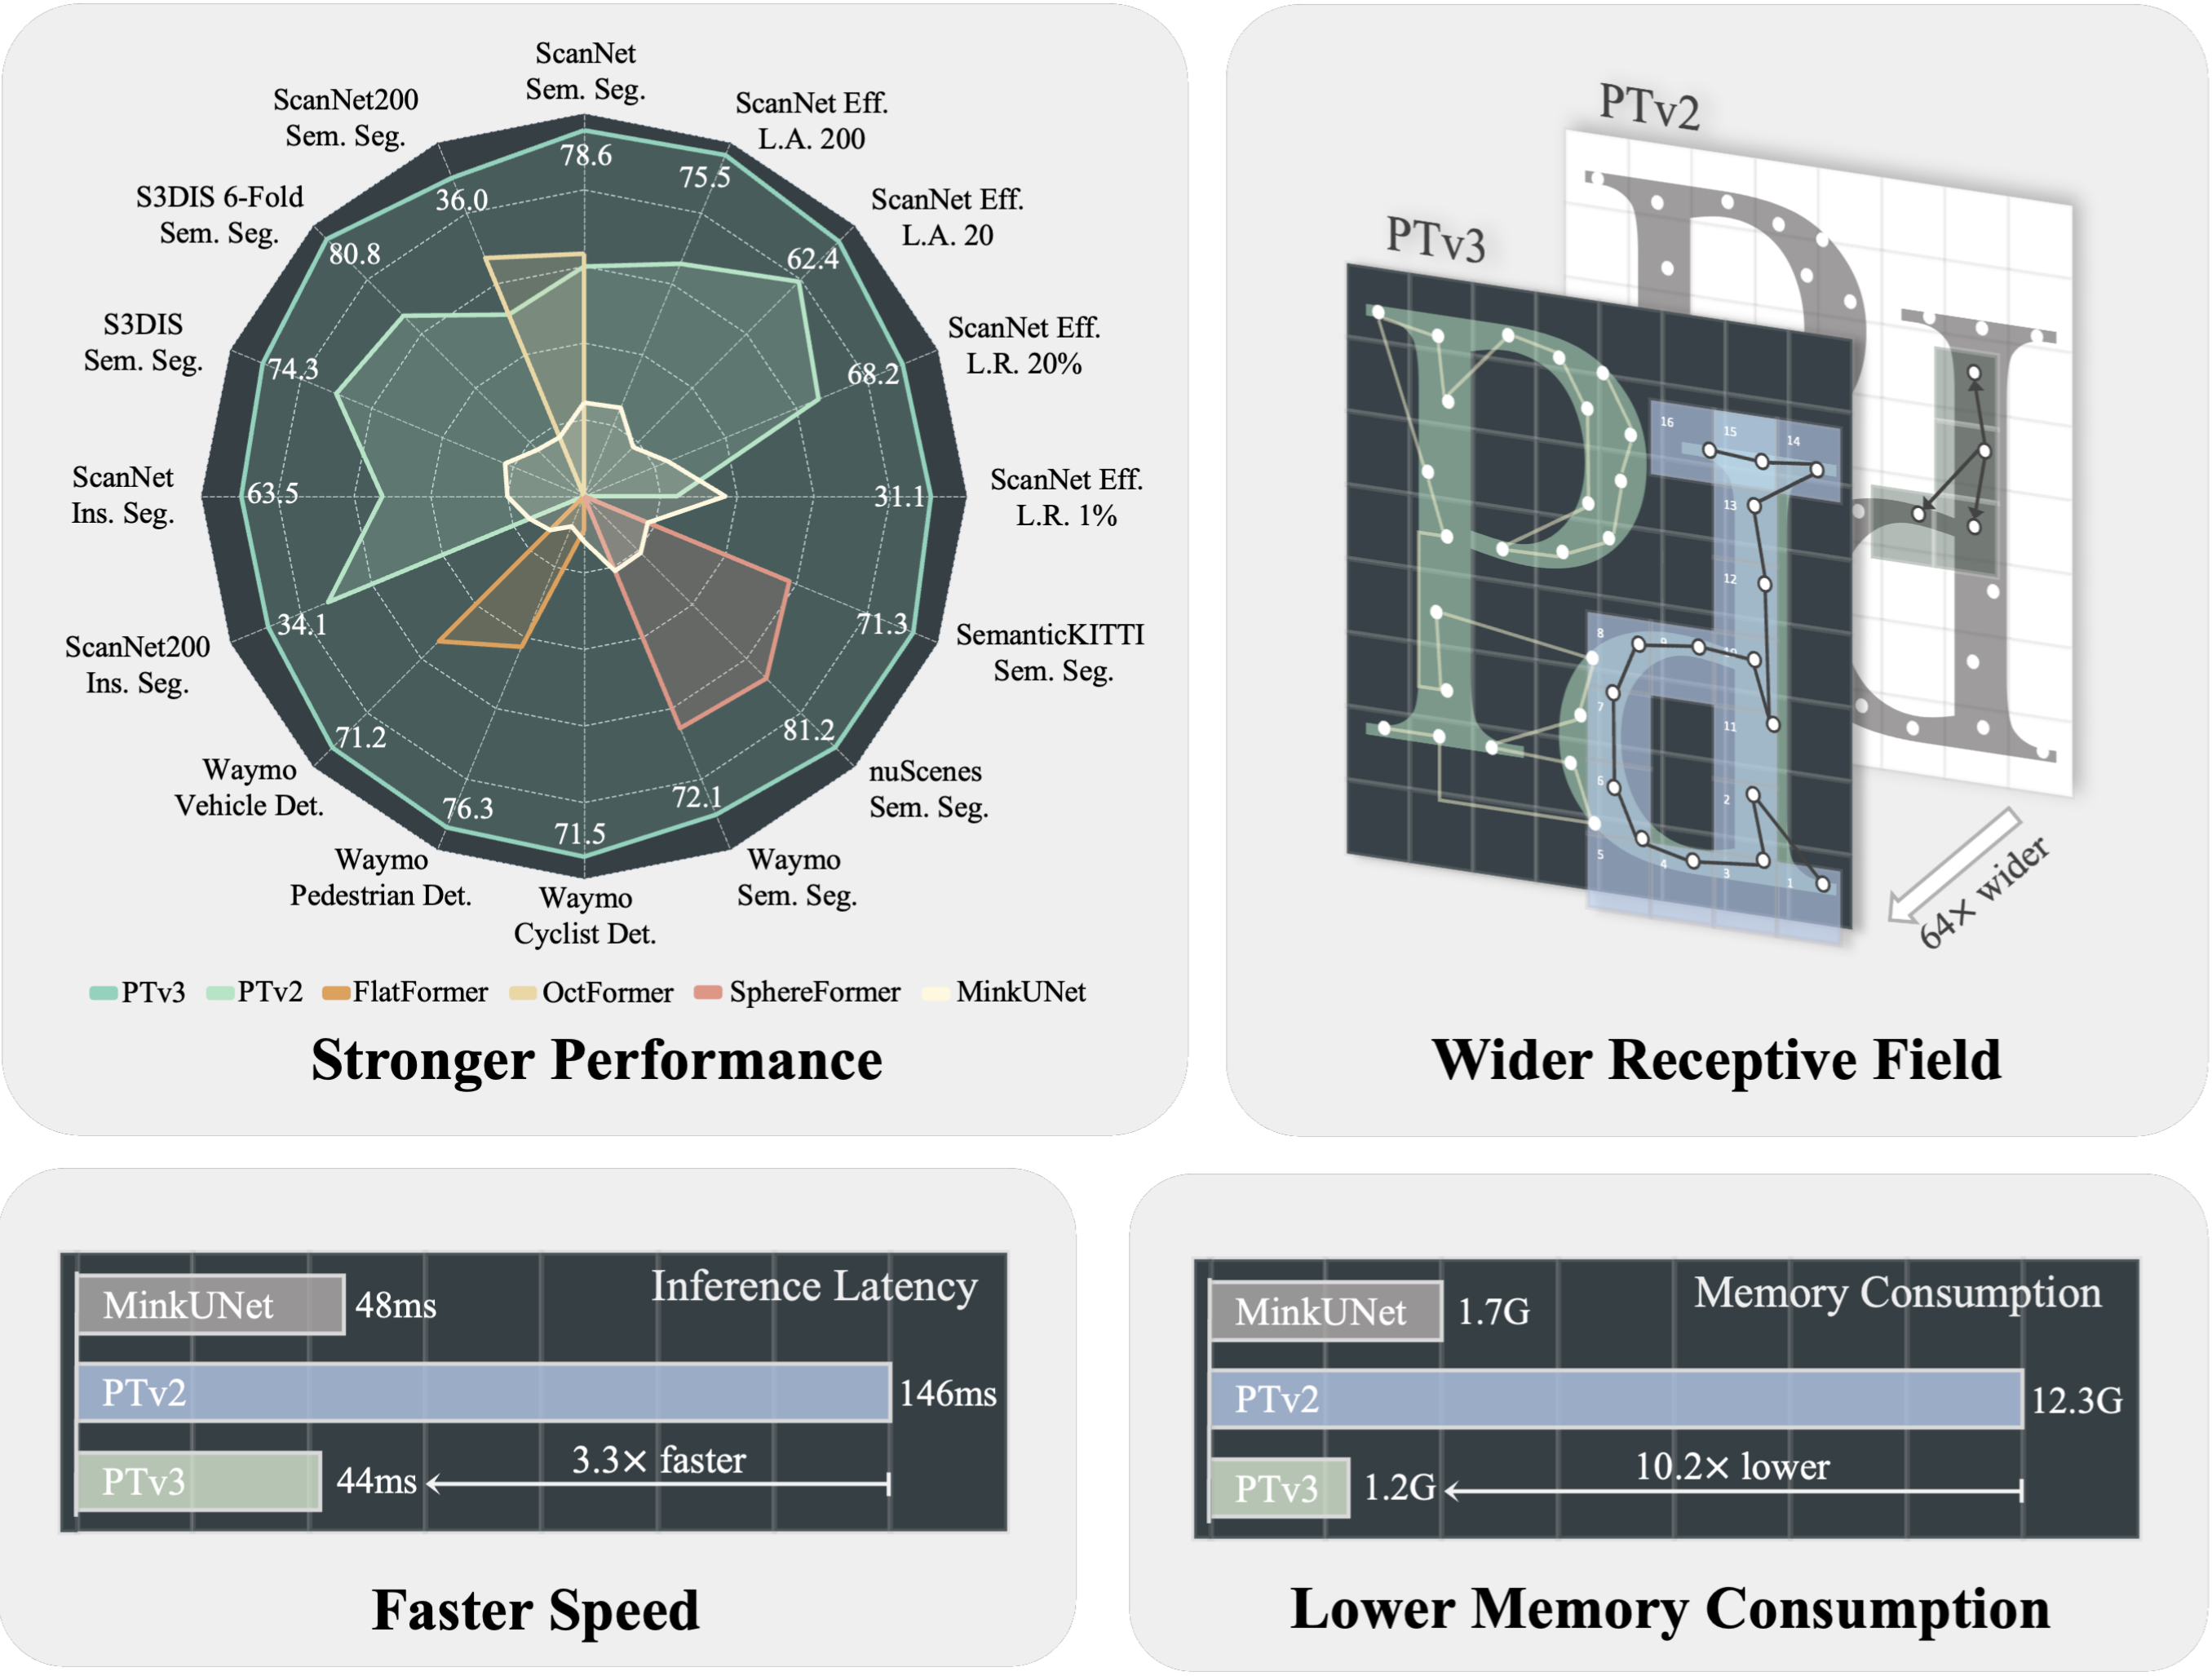 ScanNet
Sem. Seg.
ScanNet Eff.
L.A. 200
ScanNet Eff.
L.A. 20
ScanNet Eff.
L.R. 20%
ScanNet Eff.
L.R. 1%
SemanticKITTI
Sem. Seg.
nuScenes
Sem. Seg.
Waymo
Sem. Seg.
Waymo
Cyclist Det.
Waymo
Pedestrian Det.
Waymo
Vehicle Det.
ScanNet200
Ins. Seg.
ScanNet
Ins. Seg.
S3DIS
Sem. Seg.
S3DIS 6-Fold
Sem. Seg.
ScanNet200
Sem. Seg.
78.6
75.5
62.4
68.2
31.1
71.3
81.2
72.1
71.5
76.3
71.2
34.1
63.5
74.3
80.8
36.0
PTv3
PTv2
FlatFormer
OctFormer
SphereFormer
MinkUNet
Stronger Performance
PTv2
PTv3
16
15
14
13
12
8
9
10
7
11
6
2
5
4
3
1
64× wider
Wider Receptive Field
Inference Latency
MinkUNet
48ms
PTv2
146ms
PTv3
44ms
3.3× faster
Faster Speed
Memory Consumption
MinkUNet
1.7G
PTv2
12.3G
PTv3
1.2G
10.2× lower
Lower Memory Consumption